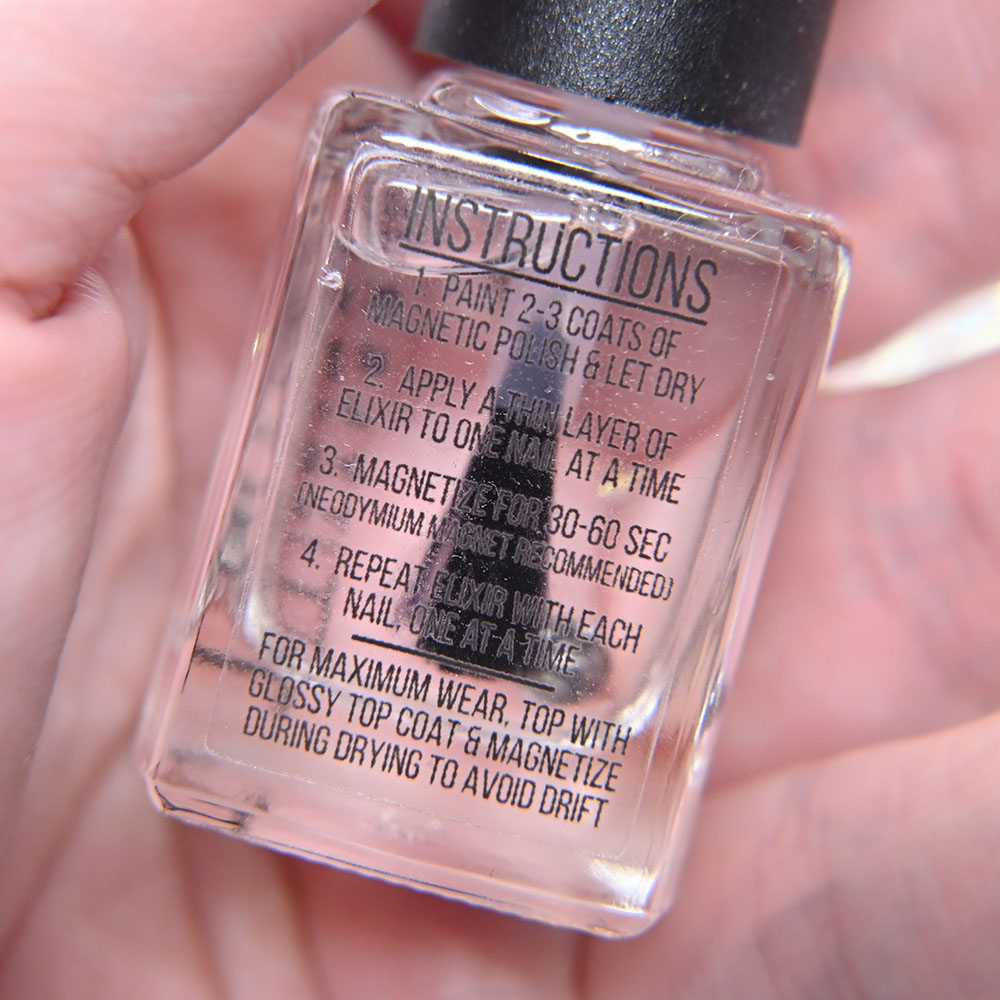 INSTRUCTIONS
1. PAINT 2-3 COATS OF
MAGNETIC POLISH & LET DRY
2. APPLY A THIN LAYER OF
ELIXIR TO ONE NAIL AT A TIME
3. MAGNETIZE FOR 30-60 SEC
(NEODYMIUM MAGNET RECOMMENDED)
4. REPEAT ELIXIR WITH EACH
NAIL, ONE AT A TIME
FOR MAXIMUM WEAR, TOP WITH
GLOSSY TOP COAT & MAGNETIZE
DURING DRYING TO AVOID DRIFT